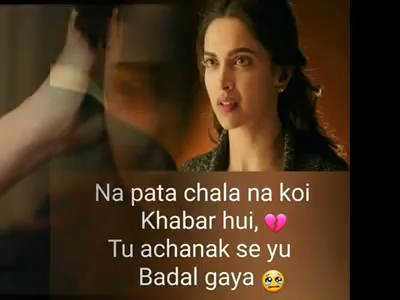 Na pata chala na koi
Khabar hui, 💔
Tu achanak se yu
Badal gaya 😢